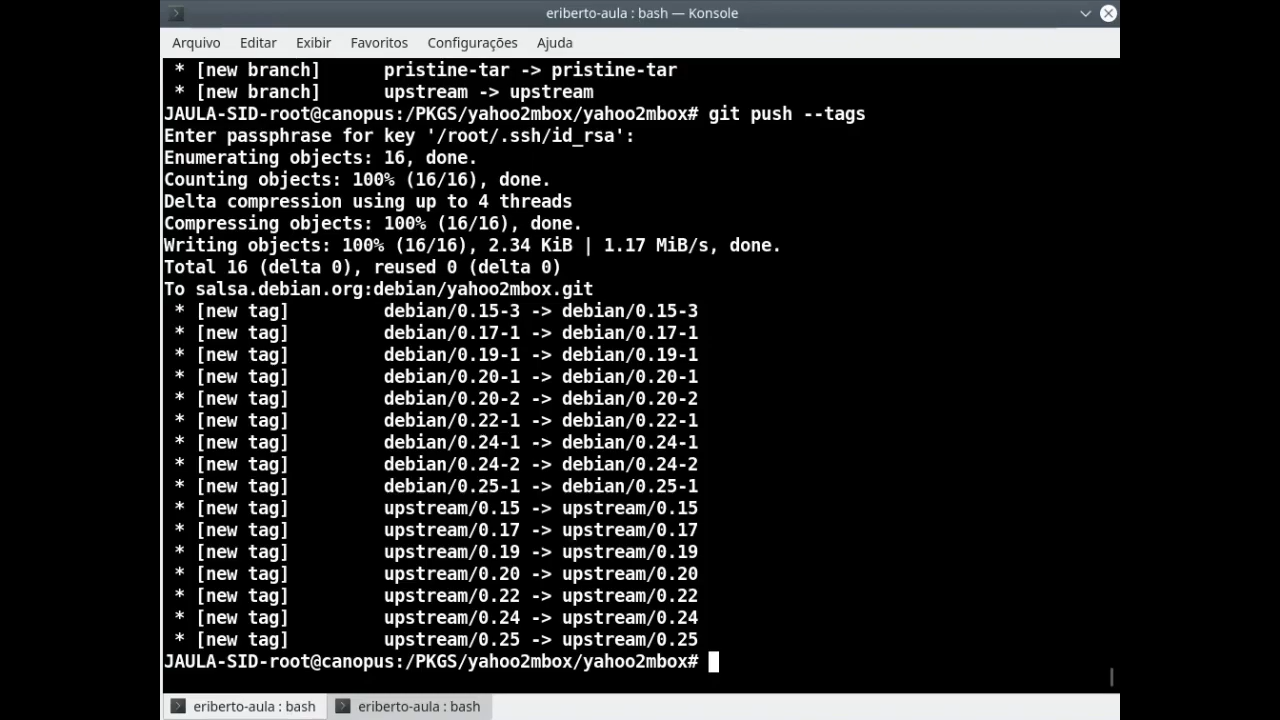 eriberto-aula : bash — Konsole
Arquivo Editar Exibir Favoritos Configurações Ajuda
* [new branch] pristine-tar -> pristine-tar
* [new branch] upstream -> upstream
JAULA-SID-root@canopus:/PKGS/yahoo2mbox/yahoo2mbox# git push --tags
Enter passphrase for key '/root/.ssh/id_rsa':
Enumerating objects: 16, done.
Counting objects: 100% (16/16), done.
Delta compression using up to 4 threads
Compressing objects: 100% (16/16), done.
Writing objects: 100% (16/16), 2.34 KiB | 1.17 MiB/s, done.
Total 16 (delta 0), reused 0 (delta 0)
To salsa.debian.org:debian/yahoo2mbox.git
* [new tag] debian/0.15-3 -> debian/0.15-3
* [new tag] debian/0.17-1 -> debian/0.17-1
* [new tag] debian/0.19-1 -> debian/0.19-1
* [new tag] debian/0.20-1 -> debian/0.20-1
* [new tag] debian/0.20-2 -> debian/0.20-2
* [new tag] debian/0.22-1 -> debian/0.22-1
* [new tag] debian/0.24-1 -> debian/0.24-1
* [new tag] debian/0.24-2 -> debian/0.24-2
* [new tag] debian/0.25-1 -> debian/0.25-1
* [new tag] upstream/0.15 -> upstream/0.15
* [new tag] upstream/0.17 -> upstream/0.17
* [new tag] upstream/0.19 -> upstream/0.19
* [new tag] upstream/0.20 -> upstream/0.20
* [new tag] upstream/0.22 -> upstream/0.22
* [new tag] upstream/0.24 -> upstream/0.24
* [new tag] upstream/0.25 -> upstream/0.25
JAULA-SID-root@canopus:/PKGS/yahoo2mbox/yahoo2mbox#
eriberto-aula : bash eriberto-aula : bash